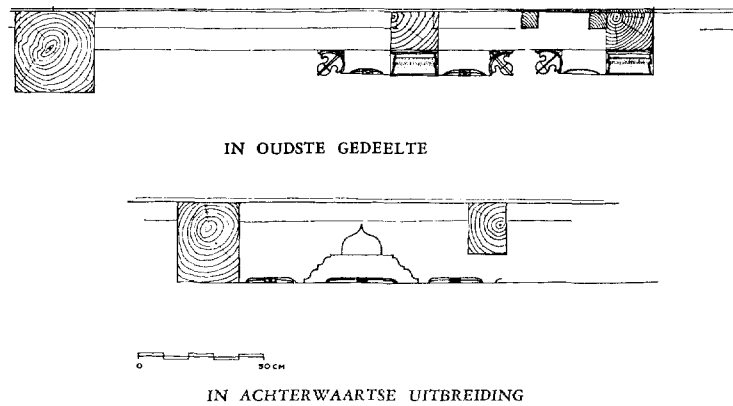 IN OUDSTE GEDEELTE
0 50 CM
IN ACHTERWAARTSE UITBREIDING